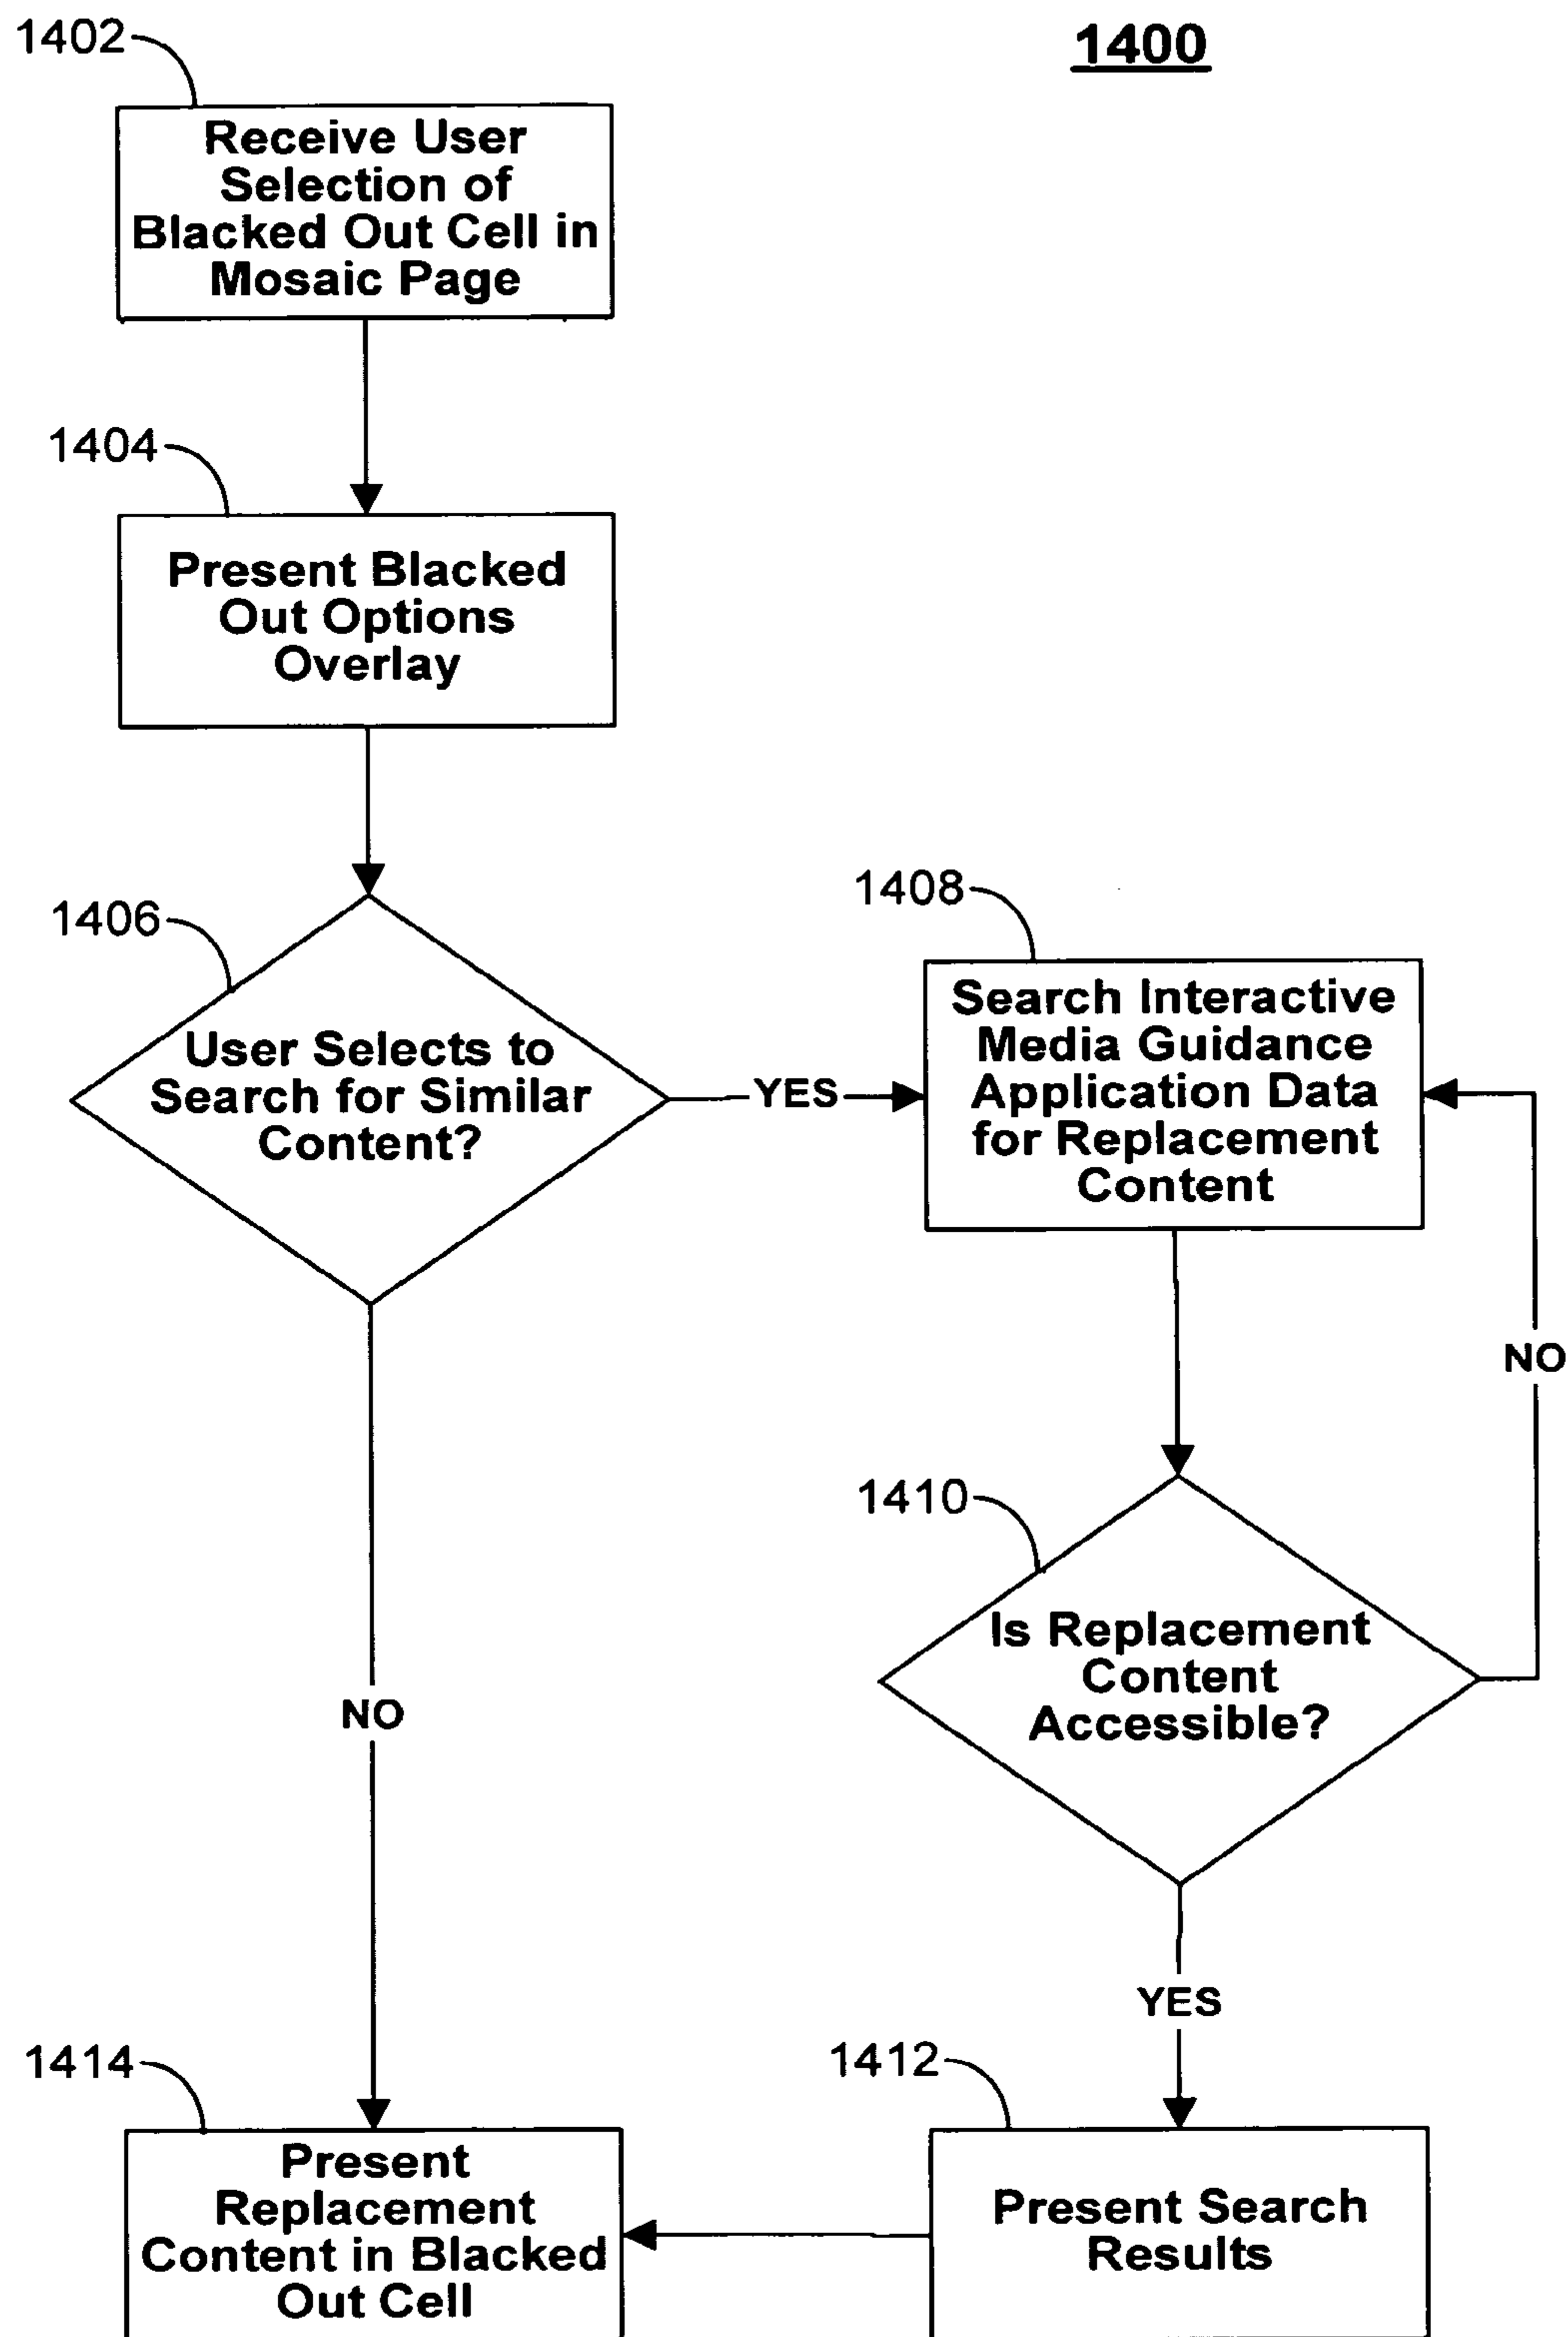 1400
1402
Receive User
Selection of
Blacked Out Cell in
Mosaic Page
1404
Present Blacked
Out Options
Overlay
1406
User Selects to
Search for Similar
Content?
YES
NO
1408
Search Interactive
Media Guidance
Application Data
for Replacement
Content
1410
Is Replacement
Content
Accessible?
NO
YES
1412
Present Search
Results
1414
Present
Replacement
Content in Blacked
Out Cell